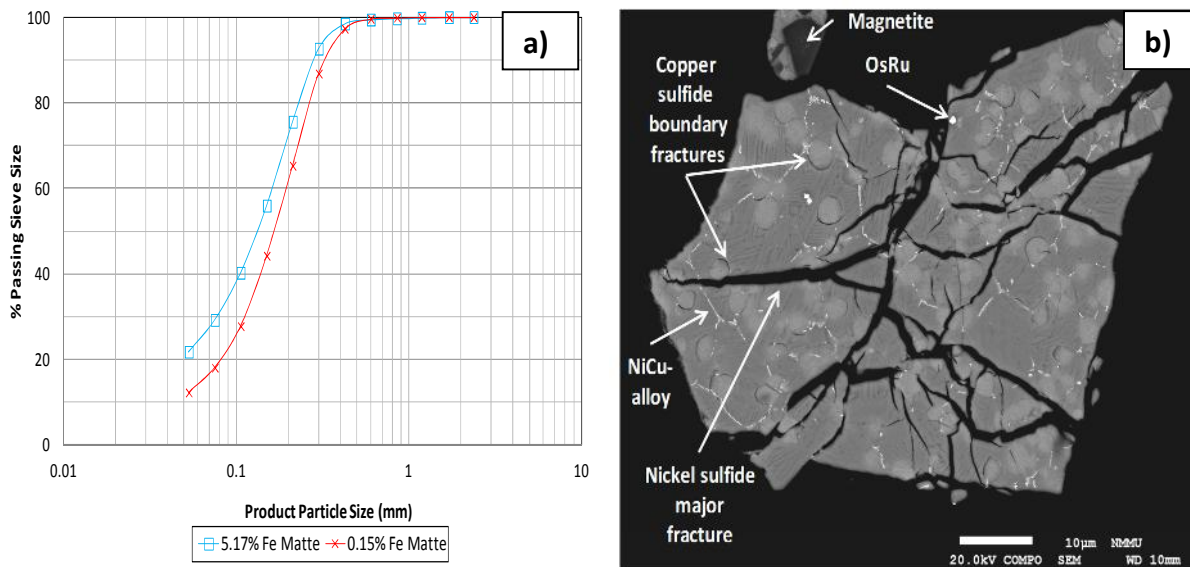 a)
100
80
60
40
20
0
% Passing Sieve Size
0.01
0.1
1
10
Product Particle Size (mm)
5.17% Fe Matte
0.15% Fe Matte
b)
Magnetite
OsRu
Copper
sulfide
boundary
fractures
NiCu-
alloy
Nickel sulfide
major
fracture
10µm NMMU
20.0kV COMPO SEM WD 10mm